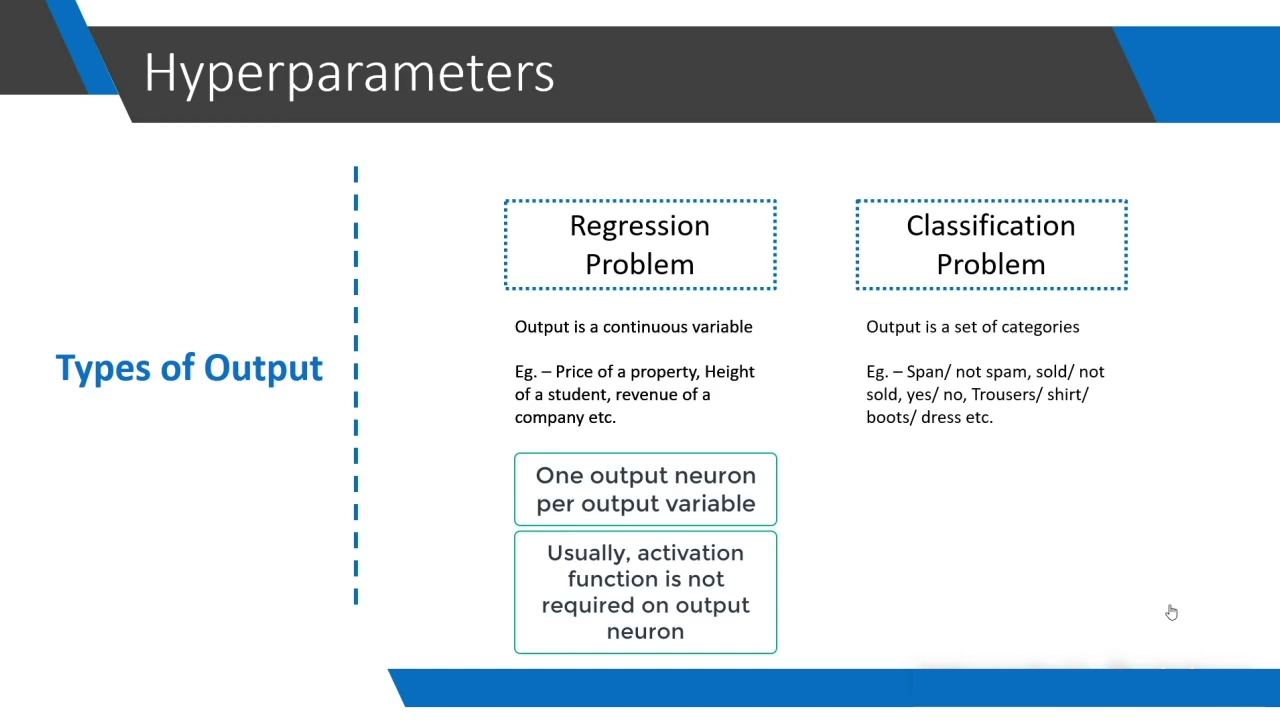 Hyperparameters
Types of Output
Regression
Problem
Output is a continuous variable
Eg. – Price of a property, Height
of a student, revenue of a
company etc.
One output neuron
per output variable
Usually, activation
function is not
required on output
neuron
Classification
Problem
Output is a set of categories
Eg. – Span/ not spam, sold/ not
sold, yes/ no, Trousers/ shirt/
boots/ dress etc.